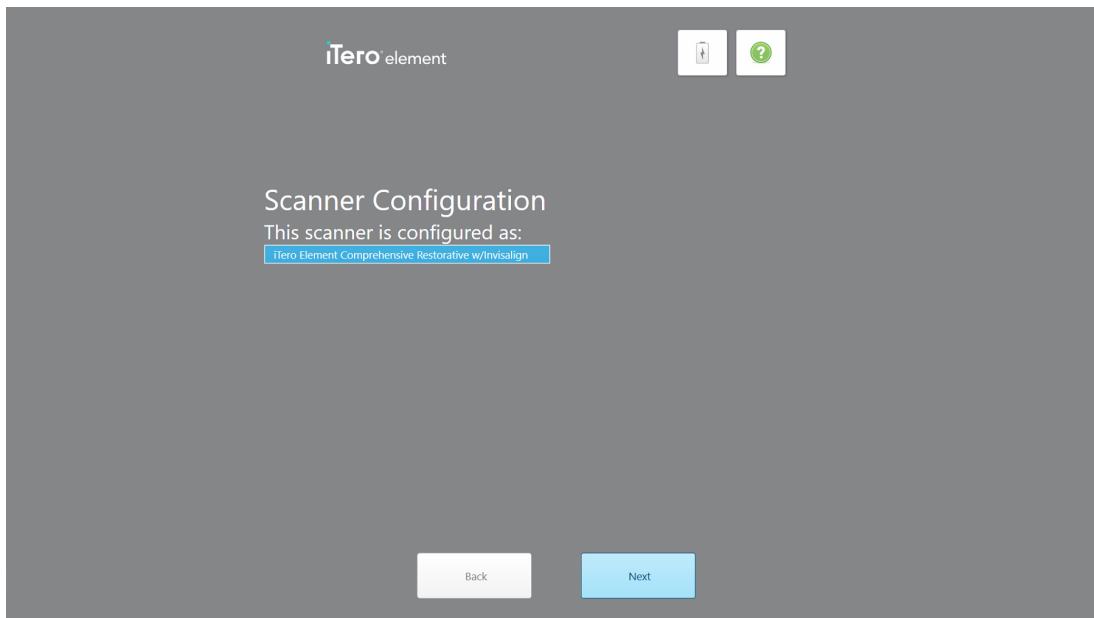 iTero element
?
Scanner Configuration
This scanner is configured as:
iTero Element Comprehensive Restorative w/Invisalign
Back
Next